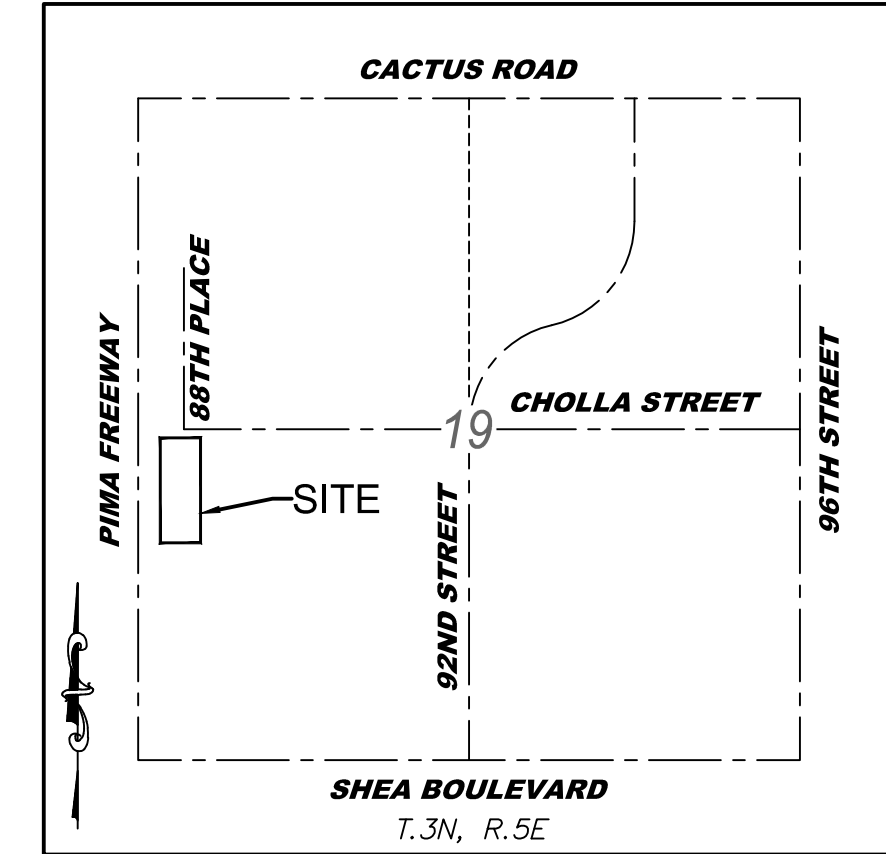 CACTUS ROAD
88TH PLACE
PIMA FREEWAY
CHOLLA STREET
19
96TH STREET
SITE
92ND STREET
SHEA BOULEVARD
T.3N, R.5E